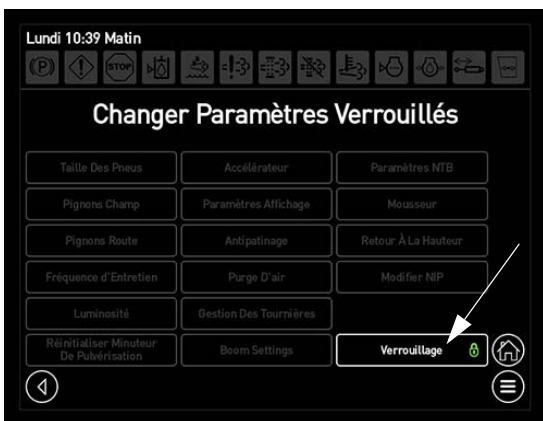 Lundi 10:39 Matin
P STOP
Changer Paramètres Verrouillés
Taille Des Pneus Accélérateur Paramètres NTB
Pignons Champ Paramètres Affichage Mousseur
Pignons Route Antipatinage Retour À La Hauteur
Fréquence d'Entretien Purge D'air Modifier NIP
Luminosité Gestion Des Tournières
Réinitialiser Minuteur
De Pulvérisation Boom Settings Verrouillage